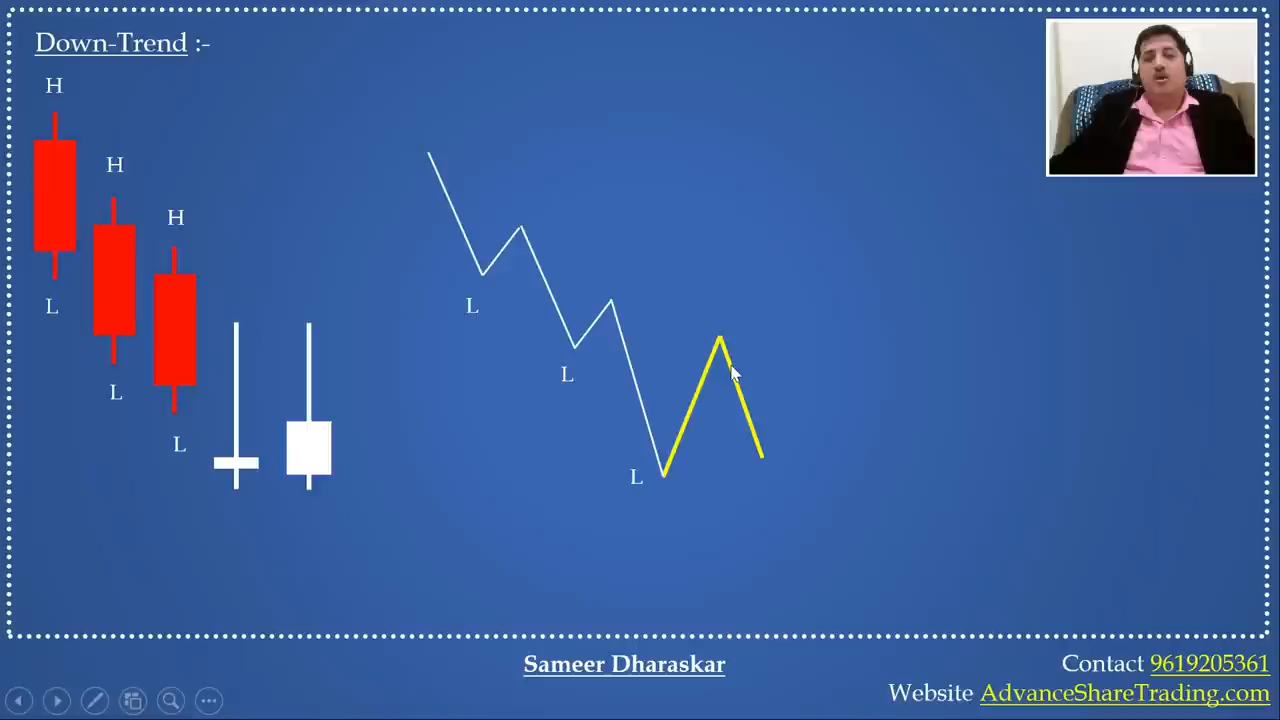 Down-Trend :-
H
H
H
L
L
L
L
L
L
Sameer Dharaskar
Contact 9619205361
Website AdvanceShareTrading.com